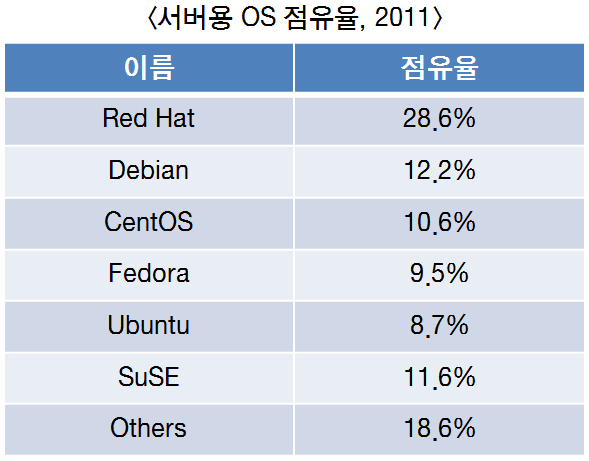 <서버용 OS 점유율, 2011>
이름 점유율
Red Hat 28.6%
Debian 12.2%
CentOS 10.6%
Fedora 9.5%
Ubuntu 8.7%
SuSE 11.6%
Others 18.6%